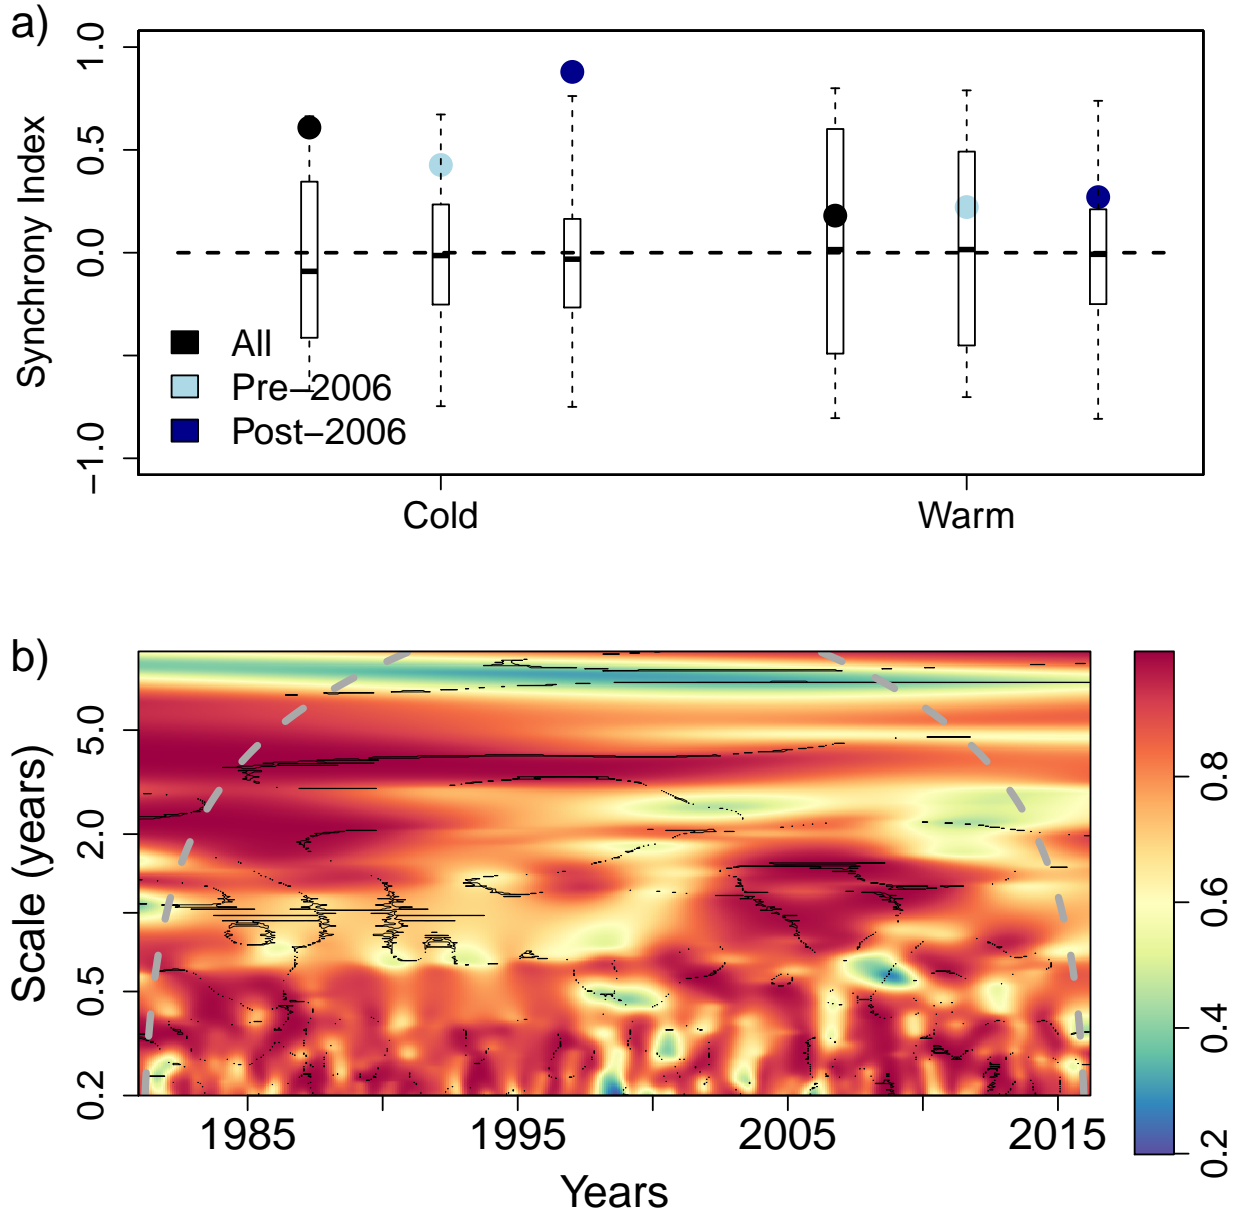 a)
Synchrony Index
1.0
0.5
0.0
−1.0
All
Pre−2006
Post−2006
Cold Warm
b)
Scale (years)
5.0
2.0
0.5
0.2
1985 1995 2005 2015
Years
0.8
0.6
0.4
0.2